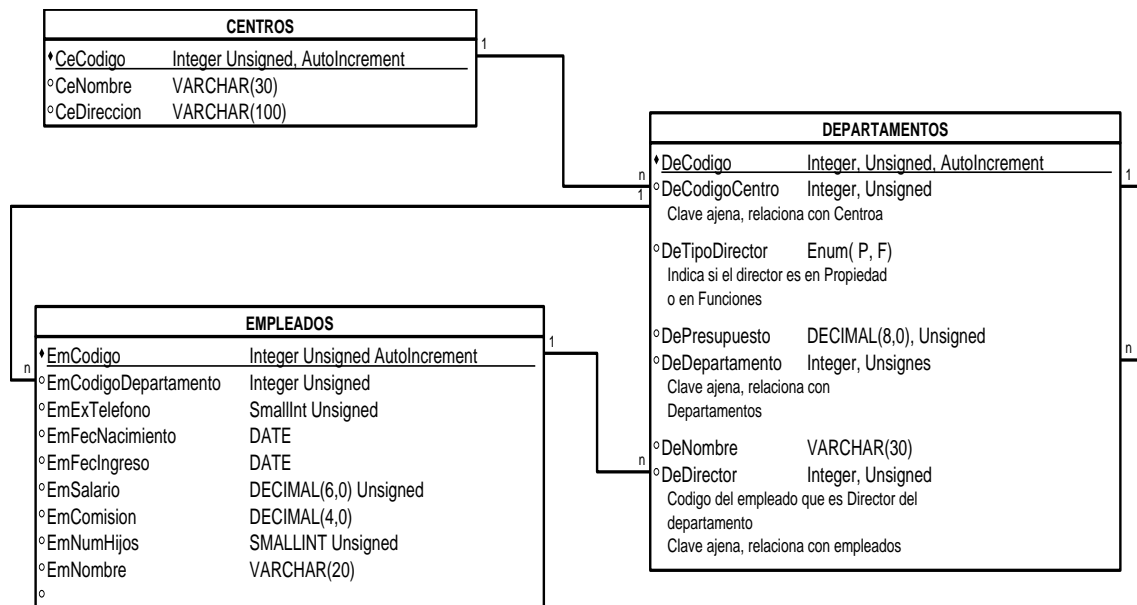 CENTROS
CeCodigo Integer Unsigned, AutoIncrement
CeNombre VARCHAR(30)
CeDireccion VARCHAR(100)
1
n
1
DEPARTAMENTOS
DeCodigo Integer, Unsigned, AutoIncrement
DeCodigoCentro Integer, Unsigned
Clave ajena, relaciona con Centroa
DeTipoDirector Enum( P, F)
Indica si el director es en Propiedad
o en Funciones
DePresupuesto DECIMAL(8,0), Unsigned
DeDepartamento Integer, Unsignes
Clave ajena, relaciona con
Departamentos
DeNombre VARCHAR(30)
DeDirector Integer, Unsigned
Codigo del empleado que es Director del
departamento
Clave ajena, relaciona con empleados
1
n
n
EMPLEADOS
EmCodigo Integer Unsigned AutoIncrement
EmCodigoDepartamento Integer Unsigned
EmExTelefono SmallInt Unsigned
EmFecNacimiento DATE
EmFecIngreso DATE
EmSalario DECIMAL(6,0) Unsigned
EmComision DECIMAL(4,0)
EmNumHijos SMALLINT Unsigned
EmNombre VARCHAR(20)
1
n